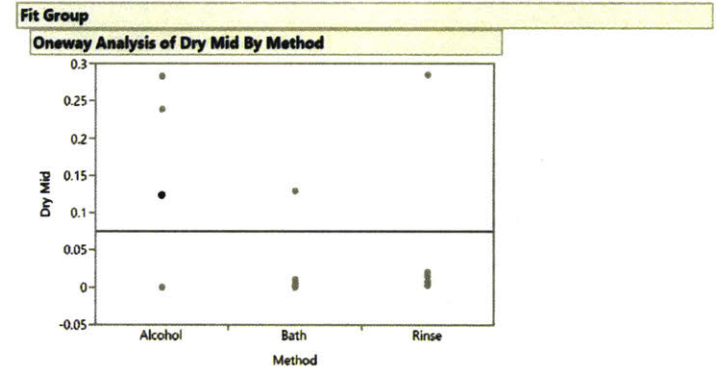 Fit Group
Oneway Analysis of Dry Mid By Method
0.3
0.25
0.2
0.15
0.1
0.05
0
-0.05
Dry Mid
Alcohol Bath Rinse
Method